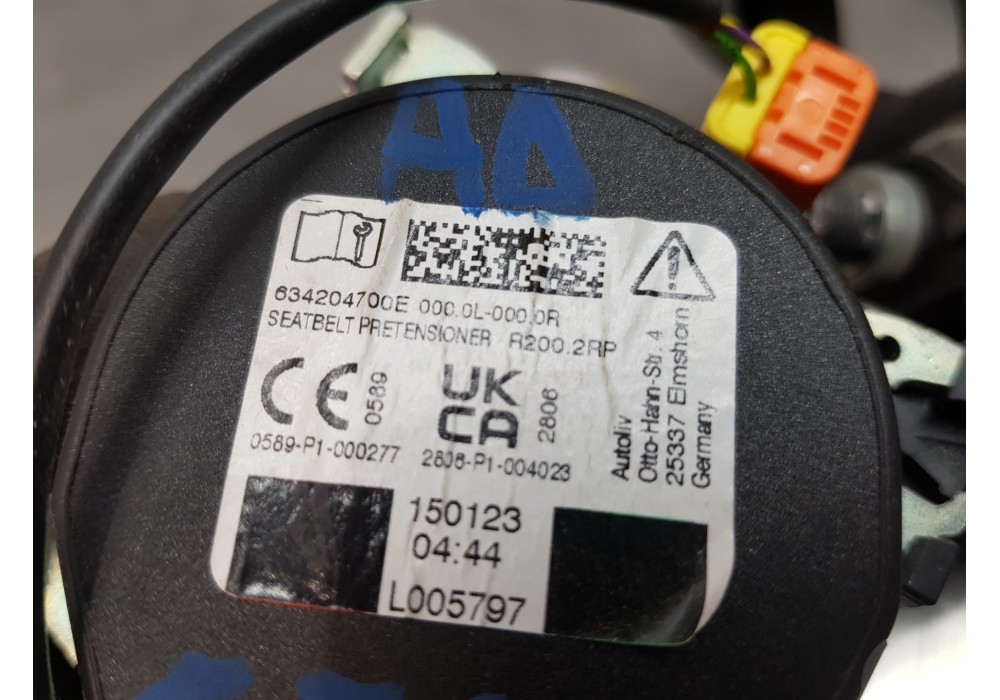 AO
634204700E 000.0L-000.0R
SEATBELT PRETENSIONER R200.2RP
CE 0589
0589-P1-000277
UK
CA 2806
2806-P1-004023
Autoliv
Otto-Hahn-Str. 4
25337 Elmshorn
Germany
150123
04:44
L005797